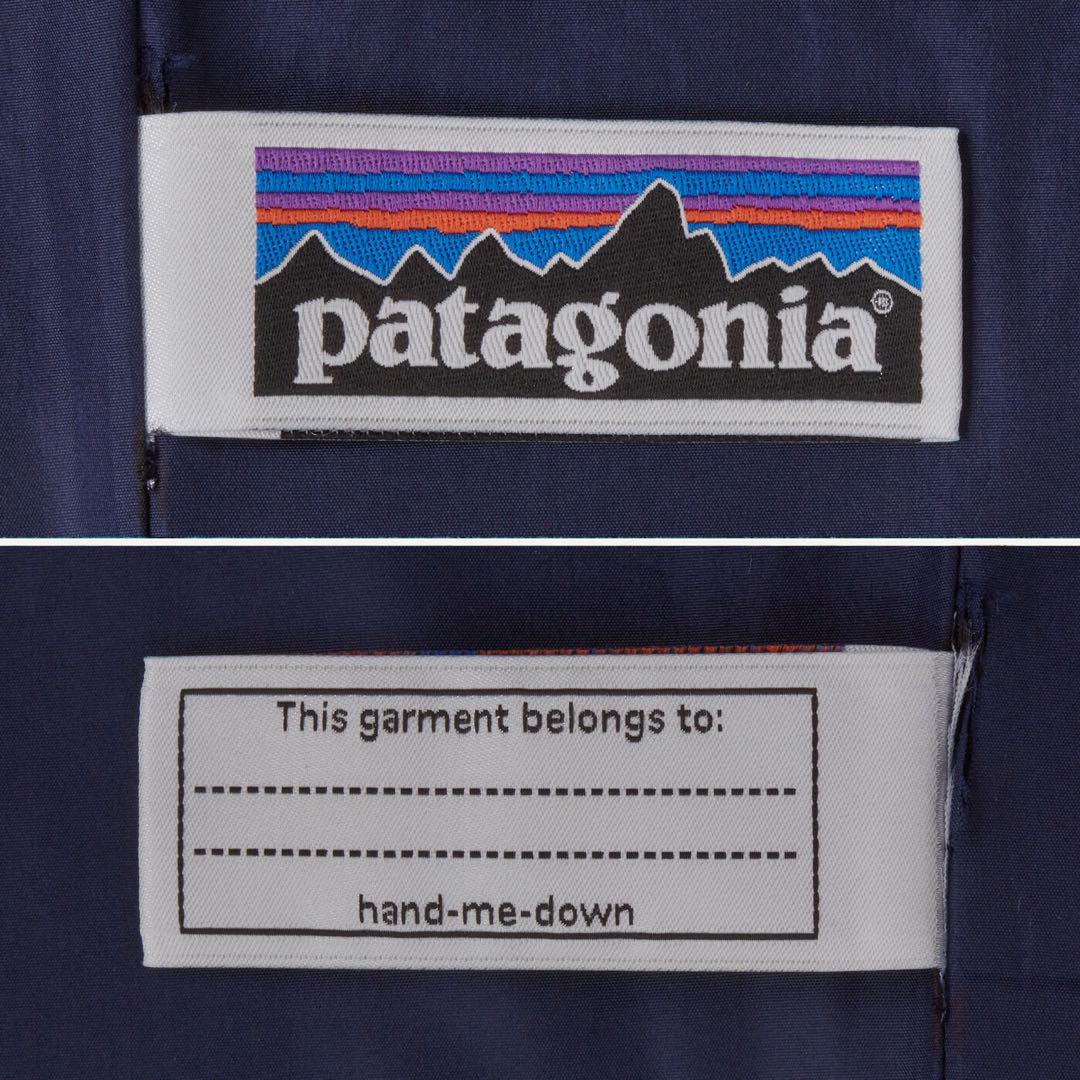 patagonia®
This garment belongs to:
hand-me-down